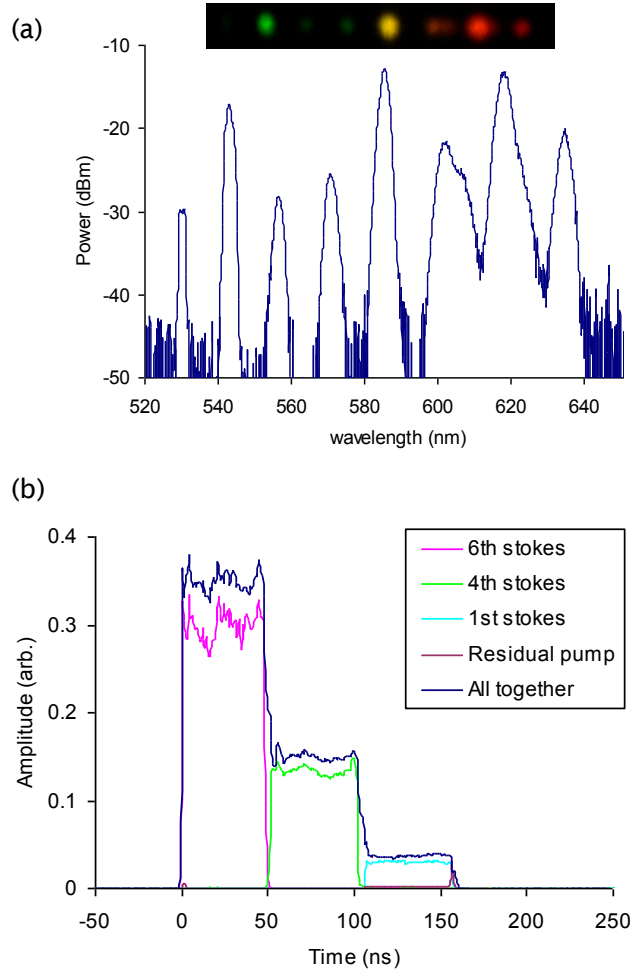 (a)
-10
-20
-30
-40
-50
Power (dBm)
520 540 560 580 600 620 640
wavelength (nm)
(b)
0.4
0.3
0.2
0.1
0
Amplitude (arb.)
6th stokes
4th stokes
1st stokes
Residual pump
All together
-50 0 50 100 150 200 250
Time (ns)